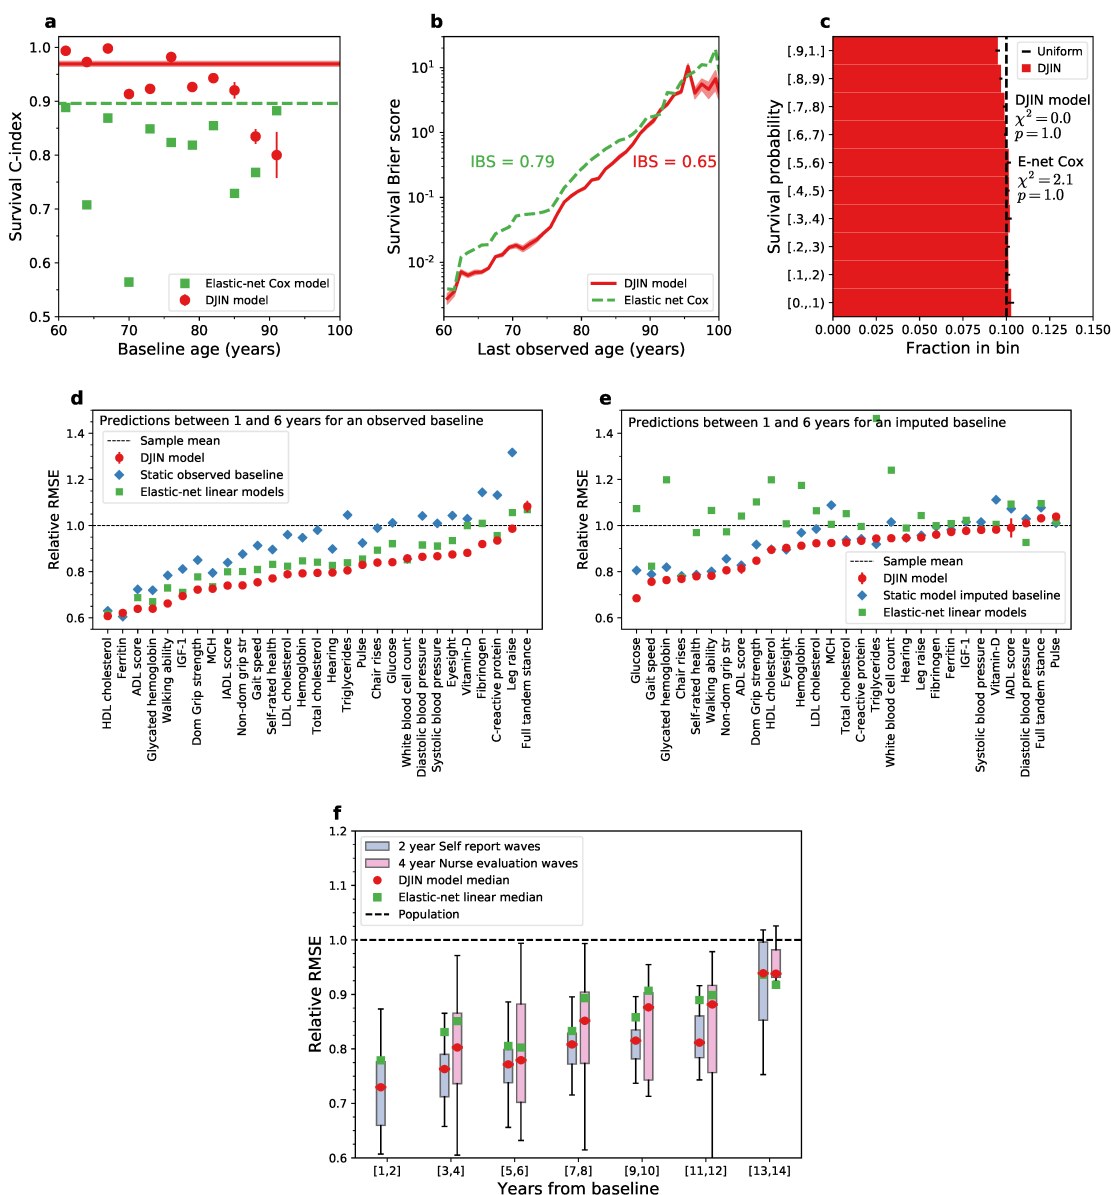 a
1.0
0.9
0.8
0.7
0.6
0.5
Survival C-index
Elastic-net Cox model
DJIN model
60
70
80
90
100
Baseline age (years)
b
10¹
10⁰
10⁻¹
10⁻²
Survival Brier score
IBS = 0.79
IBS = 0.65
DJIN model
Elastic net Cox
60
70
80
90
100
Last observed age (years)
c
Survival probability
[.9,1.]
[.8,.9)
[.7,.8)
[.6,.7)
[.5,.6)
[.4,.5)
[.3,.4)
[.2,.3)
[.1,.2)
[0.,.1)
Uniform
DJIN
DJIN model
χ² = 0.0
p = 1.0
E-net Cox
χ² = 2.1
p = 1.0
0.000
0.025
0.050
0.075
0.100
0.125
0.150
Fraction in bin
d
Predictions between 1 and 6 years for an observed baseline
Sample mean
DJIN model
Static observed baseline
Elastic-net linear models
1.4
1.2
1.0
0.8
0.6
Relative RMSE
HDL cholesterol
Ferritin
ADL score
Glycated hemoglobin
Walking ability
IGF-1
Dom Grip strength
MCH
IADL score
Non-dom grip str
Gait speed
Self-rated health
LDL cholesterol
Hemoglobin
Total cholesterol
Hearing
Triglycerides
Pulse
Chair rises
Glucose
White blood cell count
Diastolic blood pressure
Systolic blood pressure
Eyesight
Vitamin-D
Fibrinogen
C-reactive protein
Leg raise
Full tandem stance
e
Predictions between 1 and 6 years for an imputed baseline
1.4
1.2
1.0
0.8
0.6
Relative RMSE
Sample mean
DJIN model
Static model imputed baseline
Elastic-net linear models
Glucose
Gait speed
Glycated hemoglobin
Chair rises
Self-rated health
Walking ability
Non-dom grip str
ADL score
Dom Grip strength
HDL cholesterol
Eyesight
Hemoglobin
LDL cholesterol
MCH
Total cholesterol
C-reactive protein
Triglycerides
White blood cell count
Hearing
Leg raise
Fibrinogen
Ferritin
IGF-1
Systolic blood pressure
Vitamin-D
IADL score
Diastolic blood pressure
Full tandem stance
Pulse
f
1.2
1.1
1.0
0.9
0.8
0.7
0.6
Relative RMSE
2 year Self report waves
4 year Nurse evaluation waves
DJIN model median
Elastic-net linear median
Population
[1,2]
[3,4]
[5,6]
[7,8]
[9,10]
[11,12]
[13,14]
Years from baseline